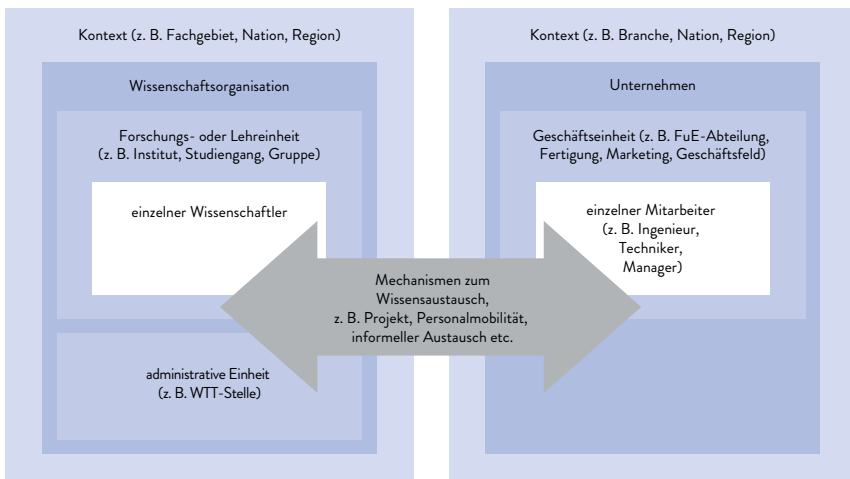 Kontext (z. B. Fachgebiet, Nation, Region)
Wissenschaftsorganisation
Forschungs- oder Lehreinheit
(z. B. Institut, Studiengang, Gruppe)
einzelner Wissenschaftler
administrative Einheit
(z. B. WTT-Stelle)
Mechanismen zum
Wissensaustausch,
z. B. Projekt, Personalmobilität,
informeller Austausch etc.
Kontext (z. B. Branche, Nation, Region)
Unternehmen
Geschäftseinheit (z. B. FuE-Abteilung,
Fertigung, Marketing, Geschäftsfeld)
einzelner Mitarbeiter
(z. B. Ingenieur,
Techniker,
Manager)